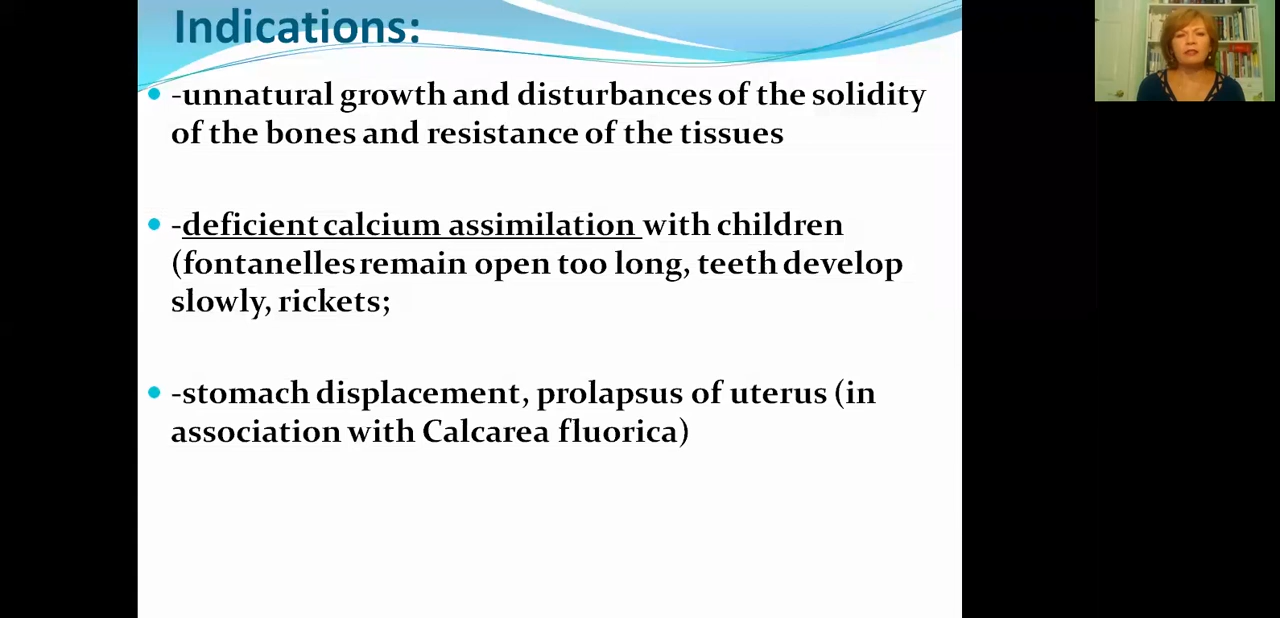 Indications:
-unnatural growth and disturbances of the solidity
of the bones and resistance of the tissues
-deficient calcium assimilation with children
(fontanelles remain open too long, teeth develop
slowly, rickets;
-stomach displacement, prolapsus of uterus (in
association with Calcarea fluorica)